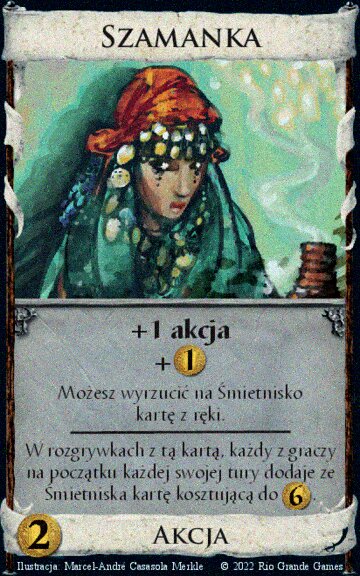 Szamanka
+1 akcja
+1
Możesz wyrzucić na Śmietnisko
kartę z ręki.
W rozgrywkach z tą kartą, każdy z graczy
na początku każdej swojej tury dodaje ze
Śmietniska kartę kosztującą do 6.
2 Akcja
Ilustracja: Marcel-André Casasola Merkle © 2022 Rio Grande Games